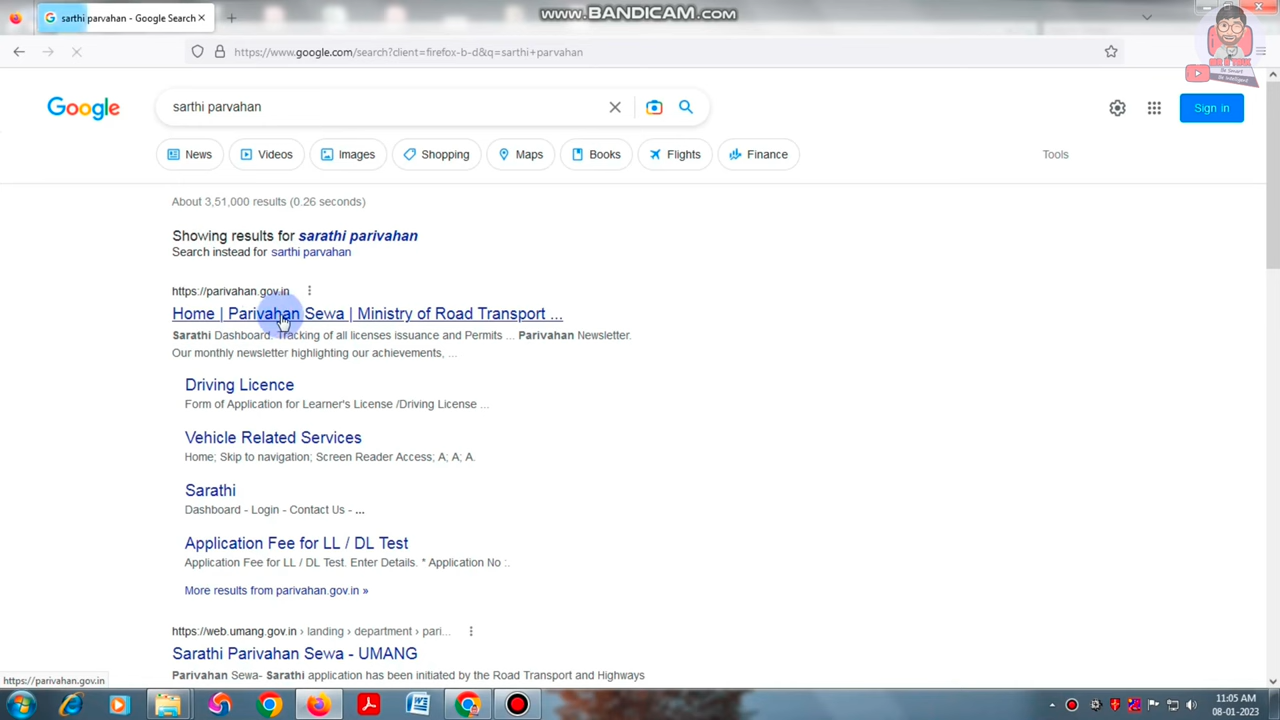 sarthi parvahan - Google Search
www.BANDICAM.com
https://www.google.com/search?client=firefox-b-d&q=sarthi+parvahan
Google
sarthi parvahan
Sign in
News
Videos
Images
Shopping
Maps
Books
Flights
Finance
Tools
About 3,51,000 results (0.26 seconds)
Showing results for sarathi parivahan
Search instead for sarthi parvahan
https://parivahan.gov.in
Home | Parivahan Sewa | Ministry of Road Transport ...
Sarathi Dashboard. Tracking of all licenses issuance and Permits ... Parivahan Newsletter.
Our monthly newsletter highlighting our achievements, ...
Driving Licence
Form of Application for Learner's License /Driving License ...
Vehicle Related Services
Home; Skip to navigation; Screen Reader Access; A; A; A.
Sarathi
Dashboard - Login - Contact Us - ...
Application Fee for LL / DL Test
Application Fee for LL / DL Test. Enter Details. * Application No :.
More results from parivahan.gov.in »
https://web.umang.gov.in › landing › department › pari...
Sarathi Parivahan Sewa - UMANG
Parivahan Sewa- Sarathi application has been initiated by the Road Transport and Highways
https://parivahan.gov.in
11:05 AM
08-01-2023